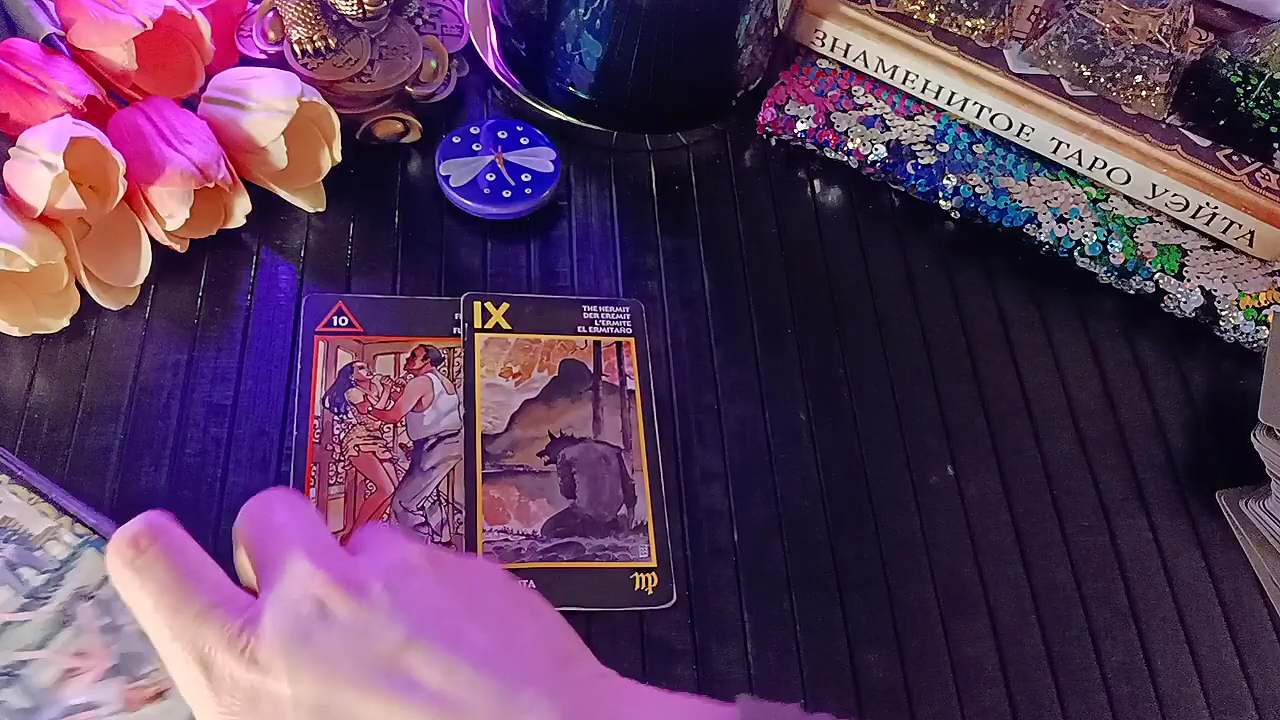 ЗНАМЕНИТОЕ ТАРО УЭЙТА
10
IX
THE HERMIT
DER EREMIT
L'ERMITE
EL ERMITAÑO